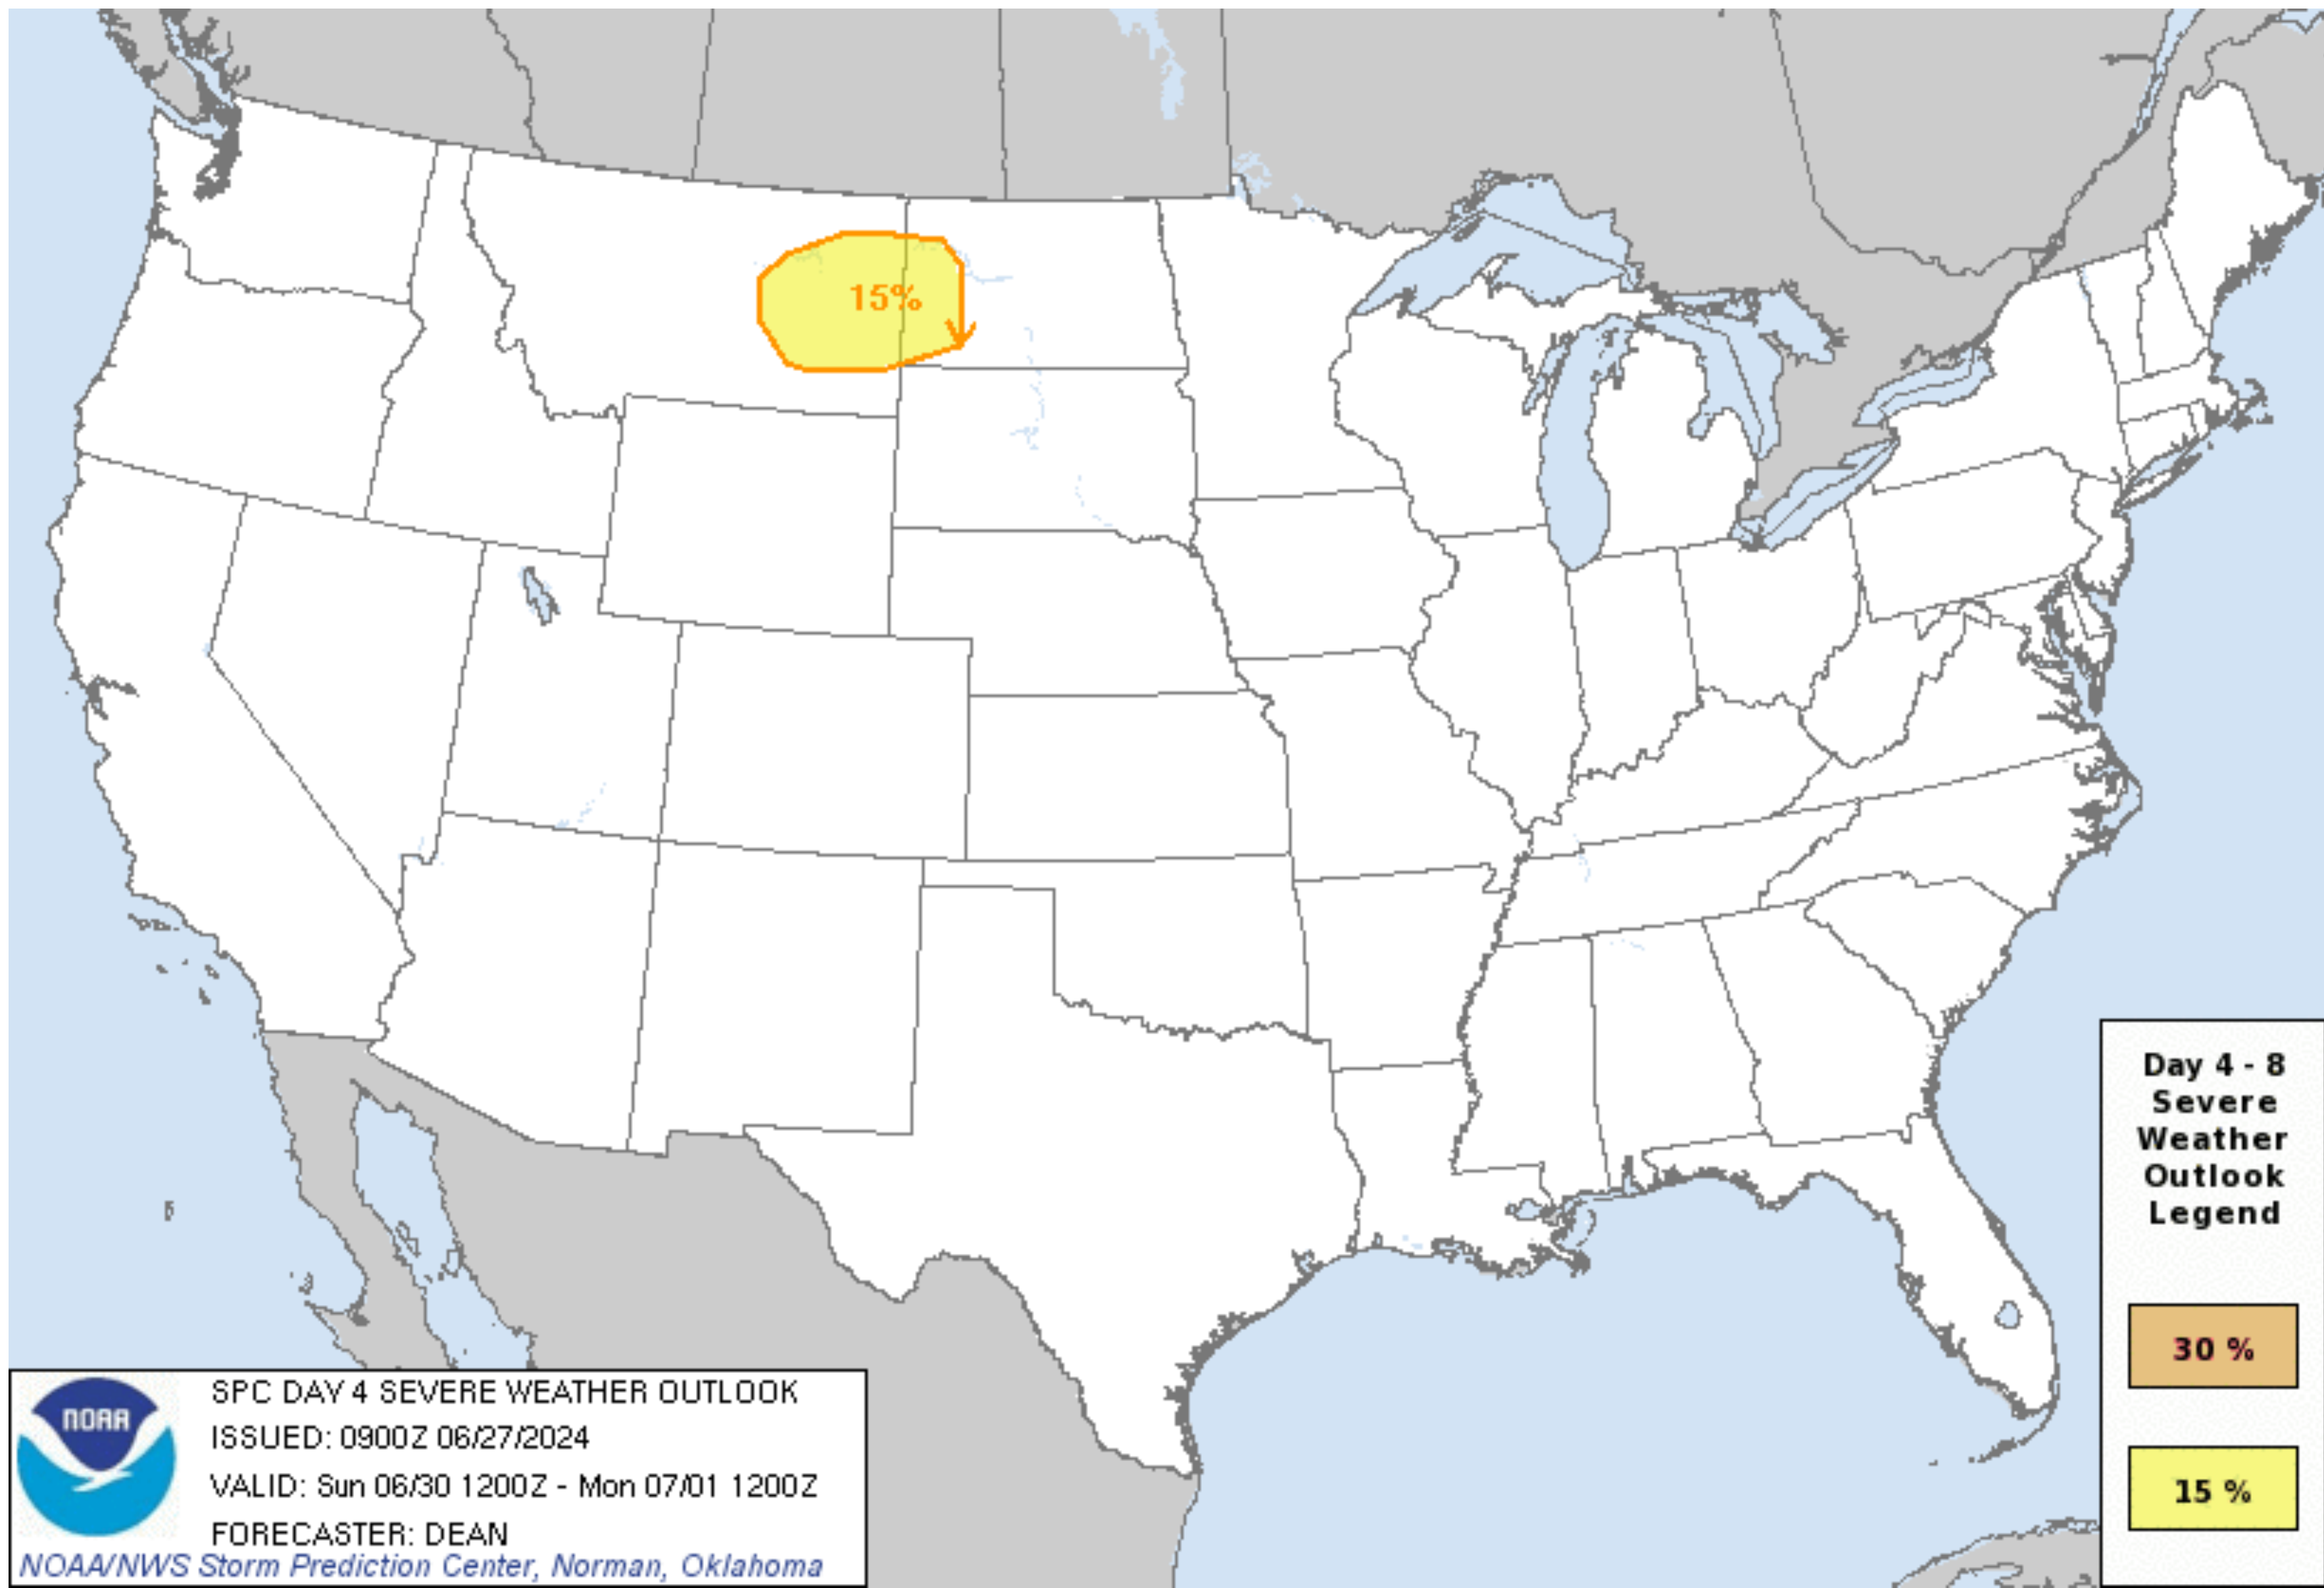 15%
Day 4 - 8
Severe
Weather
Outlook
Legend
30 %
15 %
NOAA
SPC DAY 4 SEVERE WEATHER OUTLOOK
ISSUED: 0900Z 06/27/2024
VALID: Sun 06/30 1200Z - Mon 07/01 1200Z
FORECASTER: DEAN
NOAA/NWS Storm Prediction Center, Norman, Oklahoma